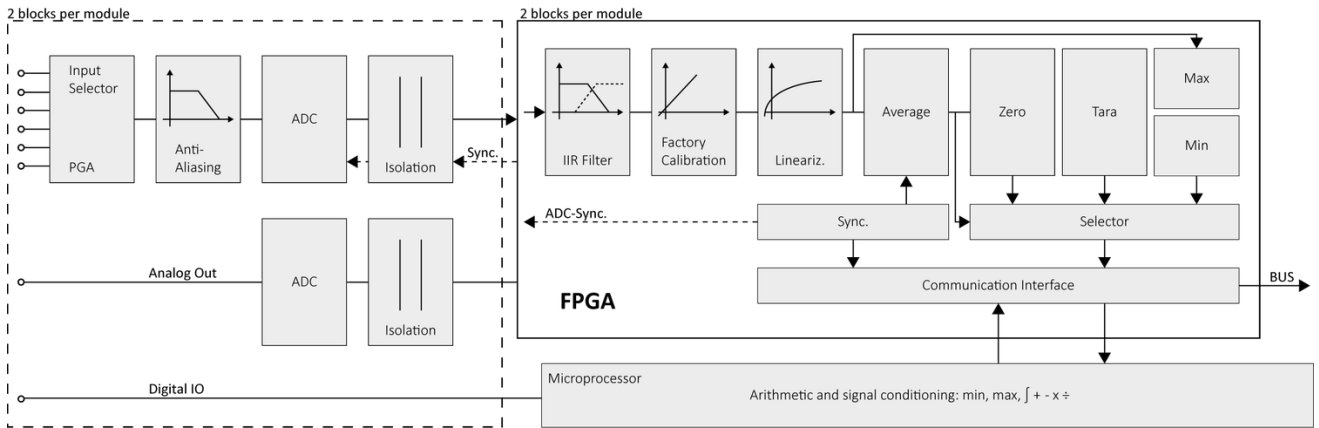 2 blocks per module
2 blocks per module
Input
Selector
PGA
Anti-
Aliasing
ADC
Isolation
Sync.
IIR Filter
Factory
Calibration
Lineariz.
Average
Zero
Tara
Max
Min
ADC-Sync.
Sync.
Selector
Analog Out
ADC
Isolation
FPGA
Communication Interface
BUS
Digital IO
Microprocessor
Arithmetic and signal conditioning: min, max, ∫ + - x ÷